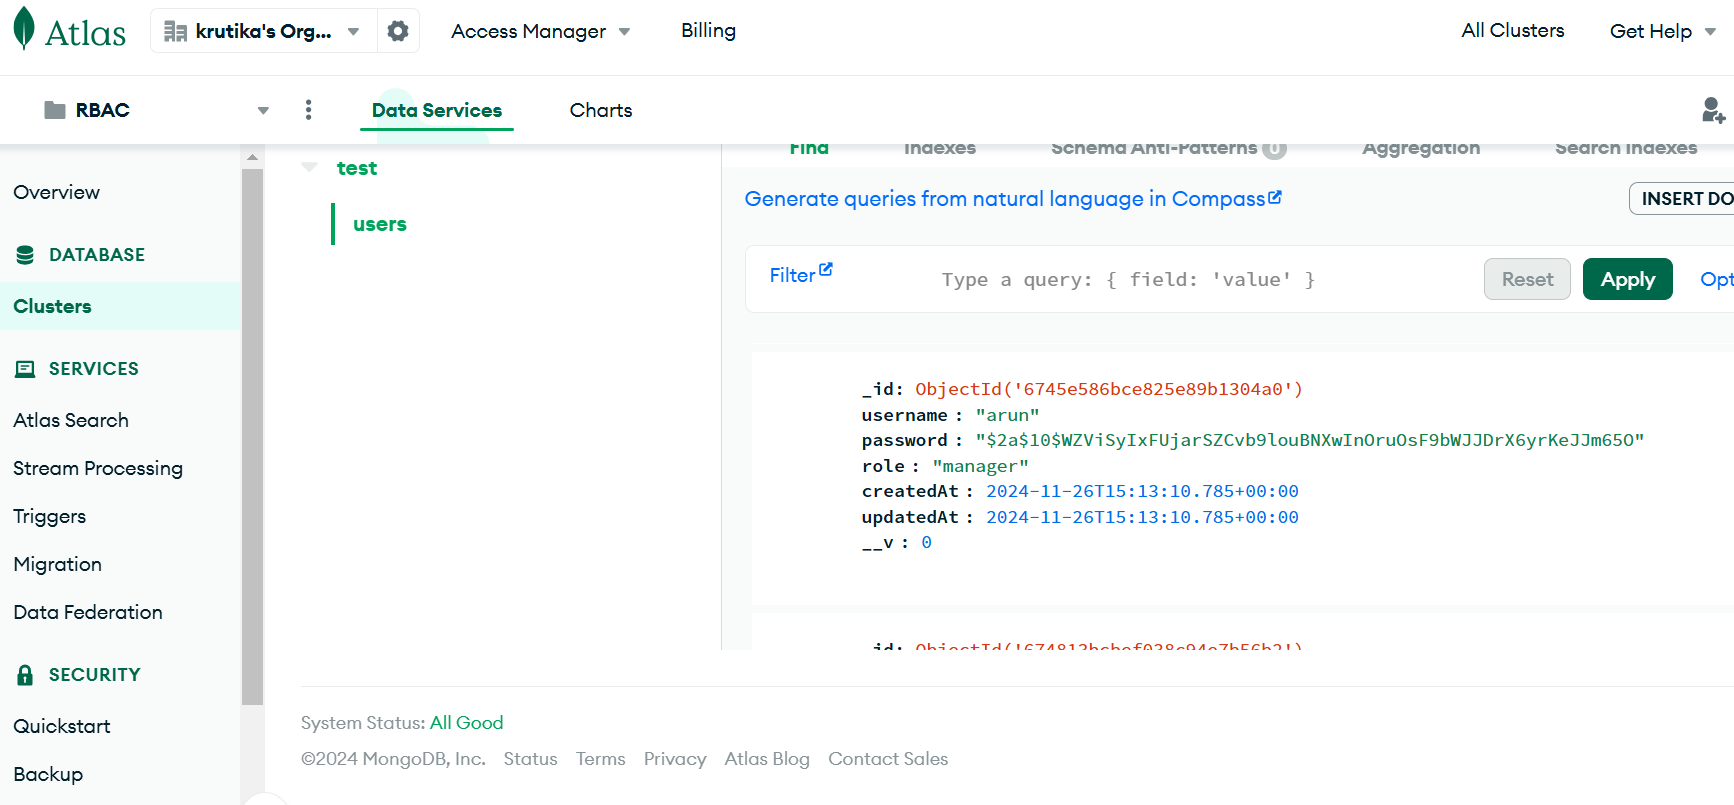 Atlas
krutika's Org...
Access Manager
Billing
All Clusters
Get Help
RBAC
Data Services
Charts
Overview
DATABASE
Clusters
SERVICES
Atlas Search
Stream Processing
Triggers
Migration
Data Federation
SECURITY
Quickstart
Backup
test
users
Find
Indexes
Schema Anti-Patterns 0
Aggregation
Search Indexes
Generate queries from natural language in Compass
INSERT DO
Filter
Type a query: { field: 'value' }
Reset
Apply
Opt
_id: ObjectId('6745e586bce825e89b1304a0')
username : "arun"
password : "$2a$10$WZViSyIxFUjarSZCvb9louBNXwInOruOsF9bWJJDrX6yrKeJJm65O"
role : "manager"
createdAt : 2024-11-26T15:13:10.785+00:00
updatedAt : 2024-11-26T15:13:10.785+00:00
__v : 0
_id:
System Status: All Good
©2024 MongoDB, Inc. Status Terms Privacy Atlas Blog Contact Sales